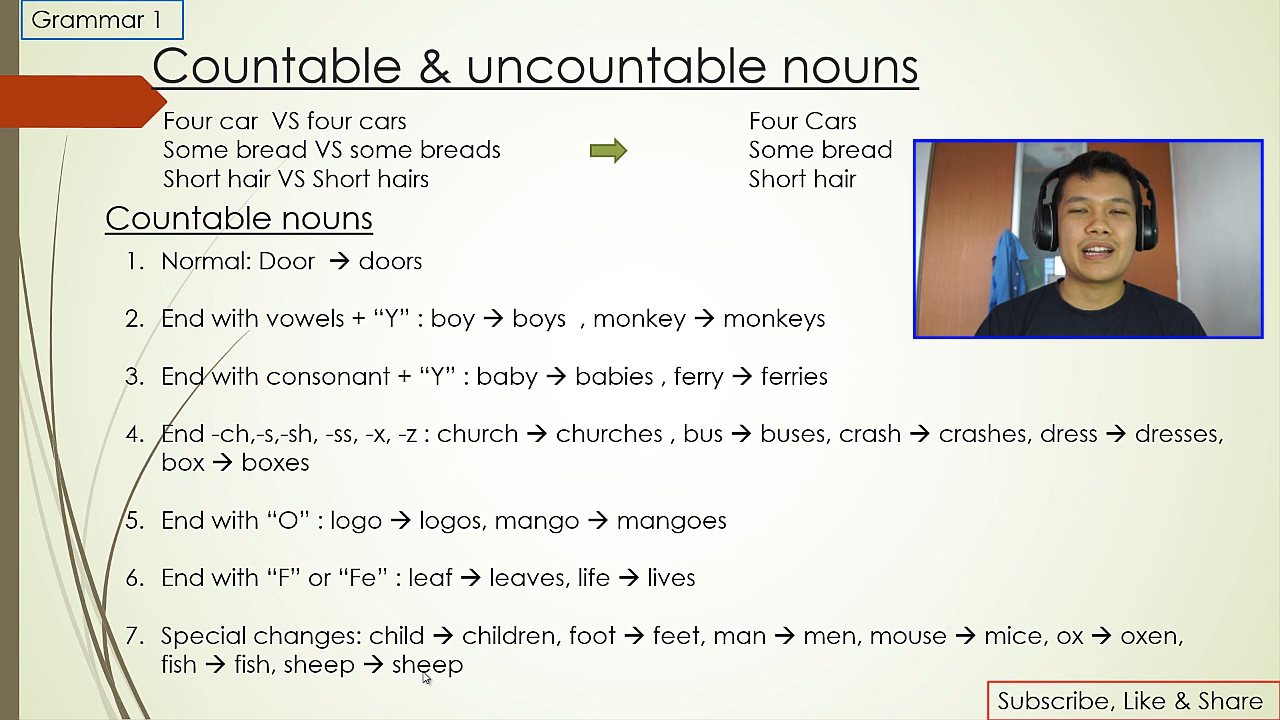 Grammar 1
Countable & uncountable nouns
Four car VS four cars
Some bread VS some breads
Short hair VS Short hairs
Four Cars
Some bread
Short hair
Countable nouns
1. Normal: Door → doors
2. End with vowels + “Y” : boy → boys , monkey → monkeys
3. End with consonant + “Y” : baby → babies , ferry → ferries
4. End -ch,-s,-sh, -ss, -x, -z : church → churches , bus → buses, crash → crashes, dress → dresses,
box → boxes
5. End with “O” : logo → logos, mango → mangoes
6. End with “F” or “Fe” : leaf → leaves, life → lives
7. Special changes: child → children, foot → feet, man → men, mouse → mice, ox → oxen,
fish → fish, sheep → sheep
Subscribe, Like & Share